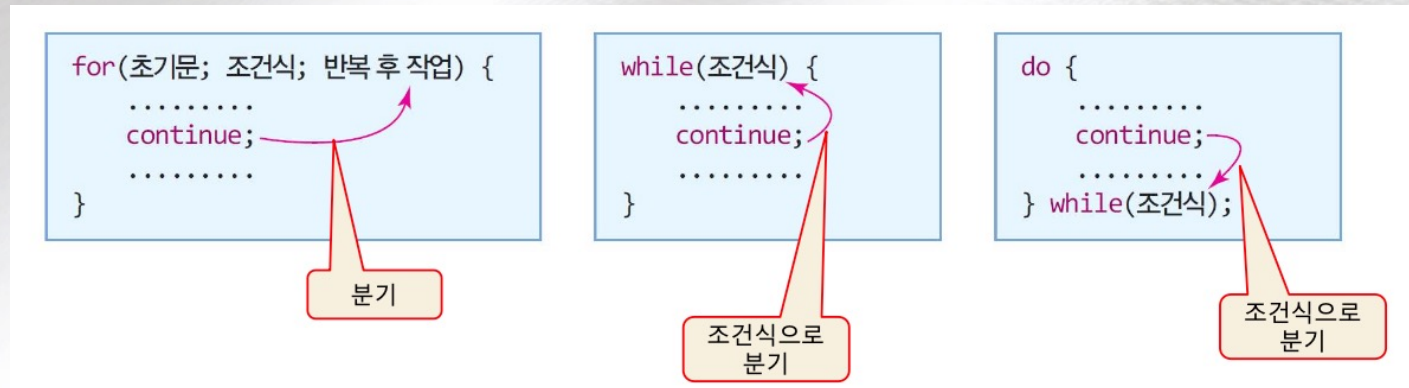 for(초기문; 조건식; 반복 후 작업) {
.........
continue;
.........
}
분기
while(조건식) {
.........
continue;
.........
}
조건식으로
분기
do {
.........
continue;
.........
} while(조건식);
조건식으로
분기